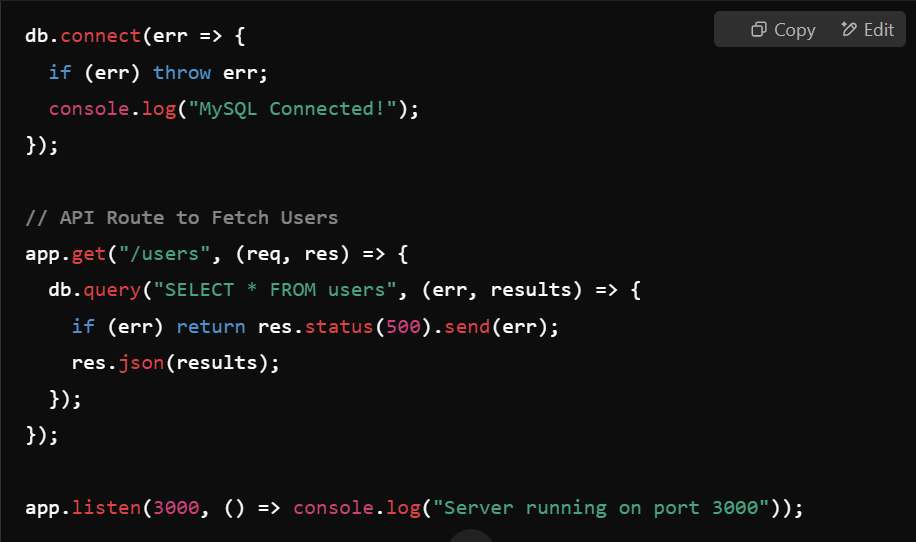 Copy Edit
db.connect(err => {
  if (err) throw err;
  console.log("MySQL Connected!");
});

// API Route to Fetch Users
app.get("/users", (req, res) => {
  db.query("SELECT * FROM users", (err, results) => {
    if (err) return res.status(500).send(err);
    res.json(results);
  });
});

app.listen(3000, () => console.log("Server running on port 3000"));